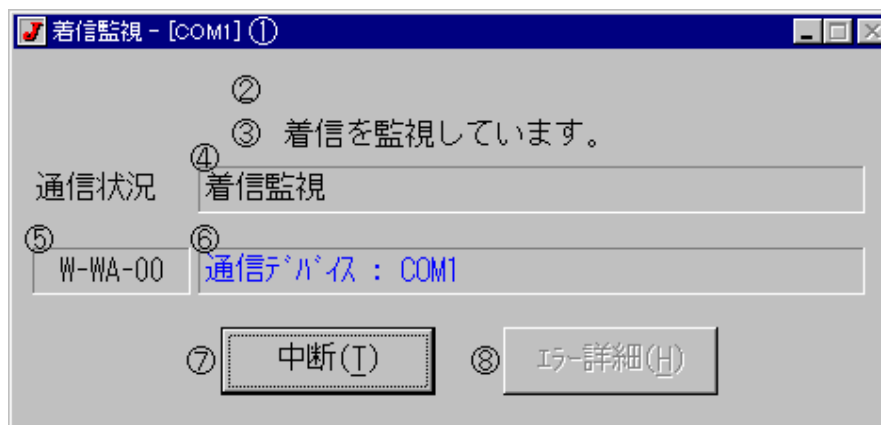 着信監視 - [COM1] ①
②
③ 着信を監視しています。
④
通信状況 着信監視
⑤ ⑥
W-WA-00 通信ﾃﾞﾊﾞｲｽ : COM1
⑦ 中断(T) ⑧ ｴﾗｰ詳細(H)